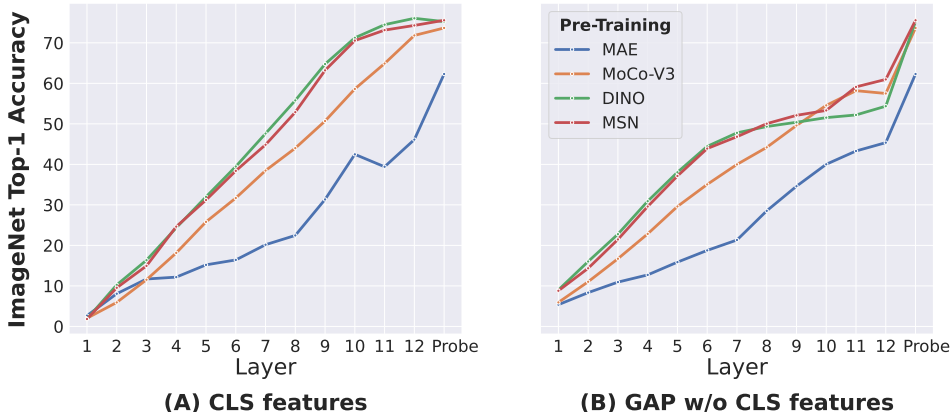 ImageNet Top-1 Accuracy
70
60
50
40
30
20
10
0
1 2 3 4 5 6 7 8 9 10 11 12 Probe
Layer
(A) CLS features
Pre-Training
MAE
MoCo-V3
DINO
MSN
1 2 3 4 5 6 7 8 9 10 11 12 Probe
Layer
(B) GAP w/o CLS features